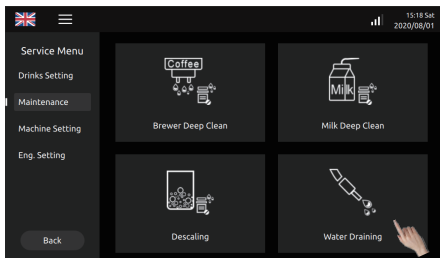 15:18 Sat
2020/08/01
Service Menu
Drinks Setting
Maintenance
Machine Setting
Eng. Setting
Back
Coffee
Brewer Deep Clean
Milk
Milk Deep Clean
Descaling
Water Draining